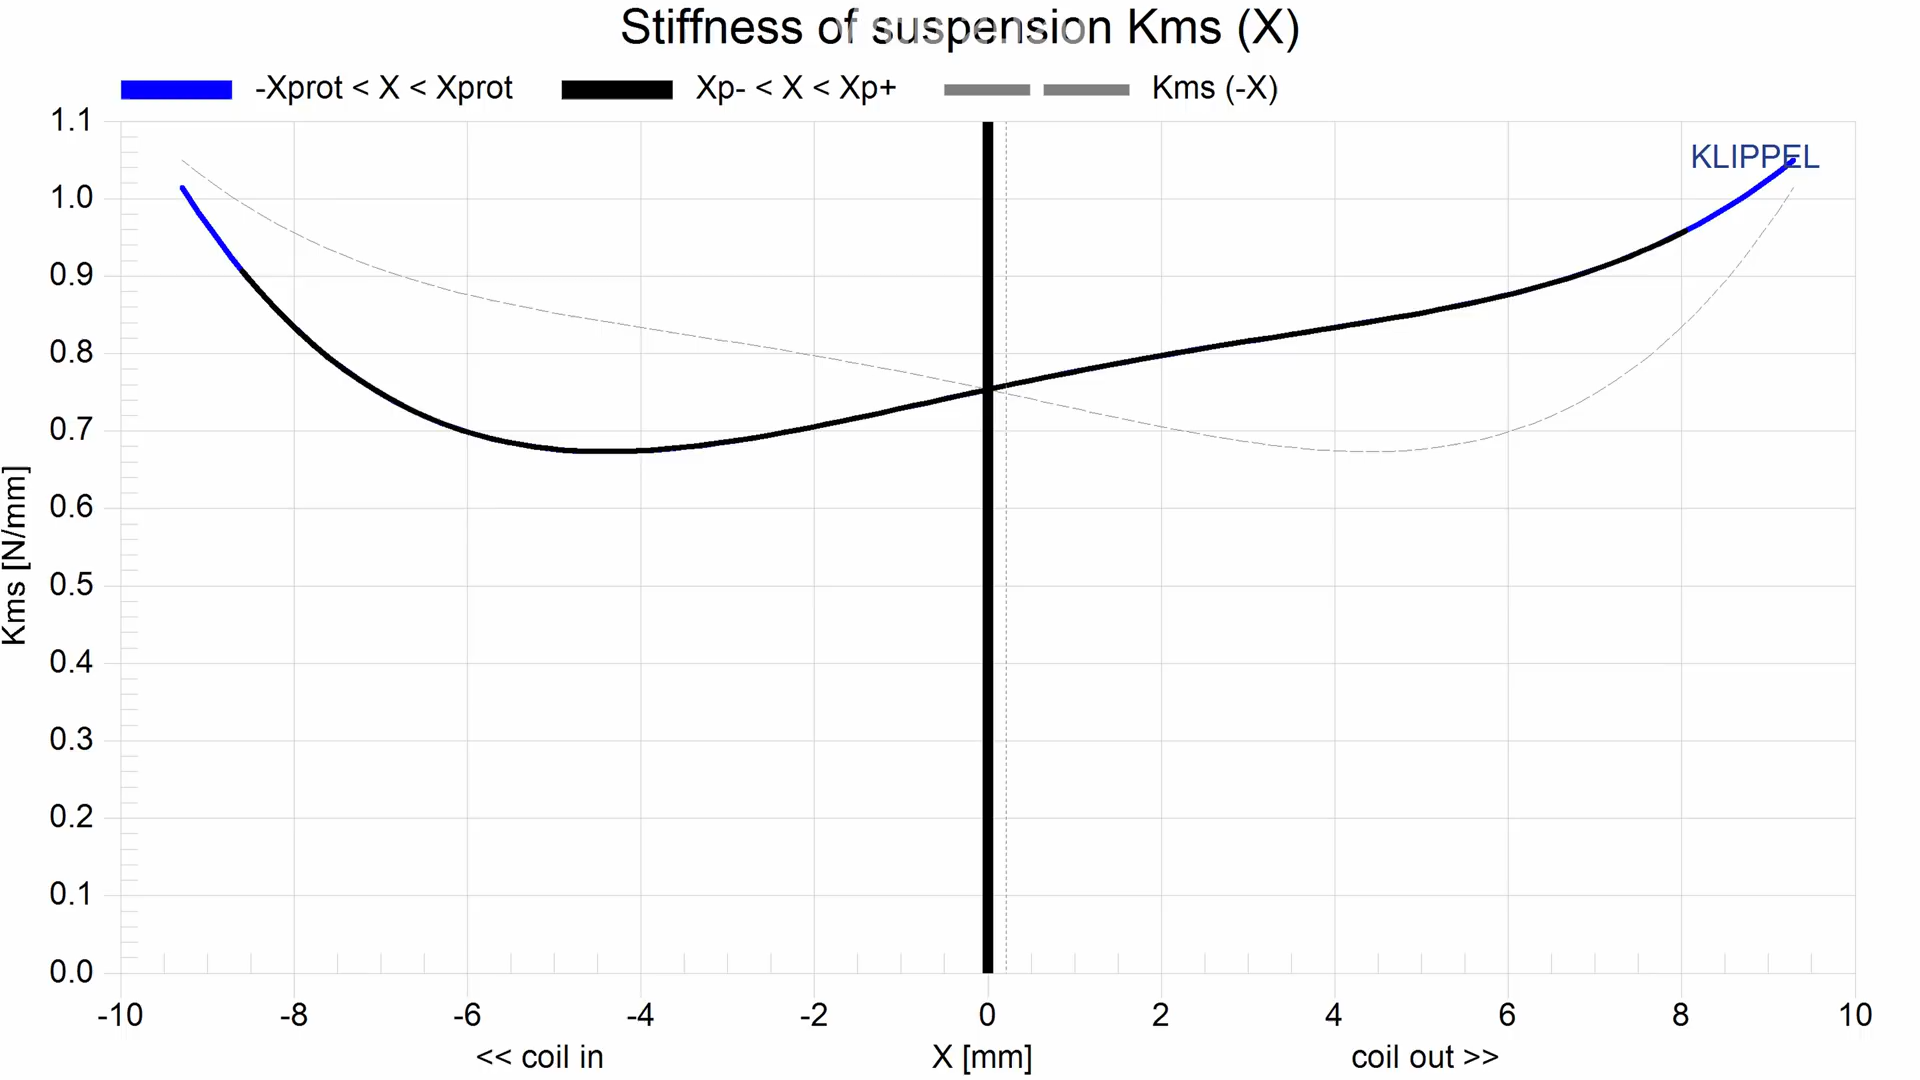 Stiffness of suspension Kms (X)
-Xprot < X < Xprot Xp- < X < Xp+ Kms (-X)
KLIPPEL
1.1
1.0
0.9
0.8
0.7
0.6
0.5
0.4
0.3
0.2
0.1
0.0
Kms [N/mm]
-10 -8 -6 -4 -2 0 2 4 6 8 10
<< coil in X [mm] coil out >>